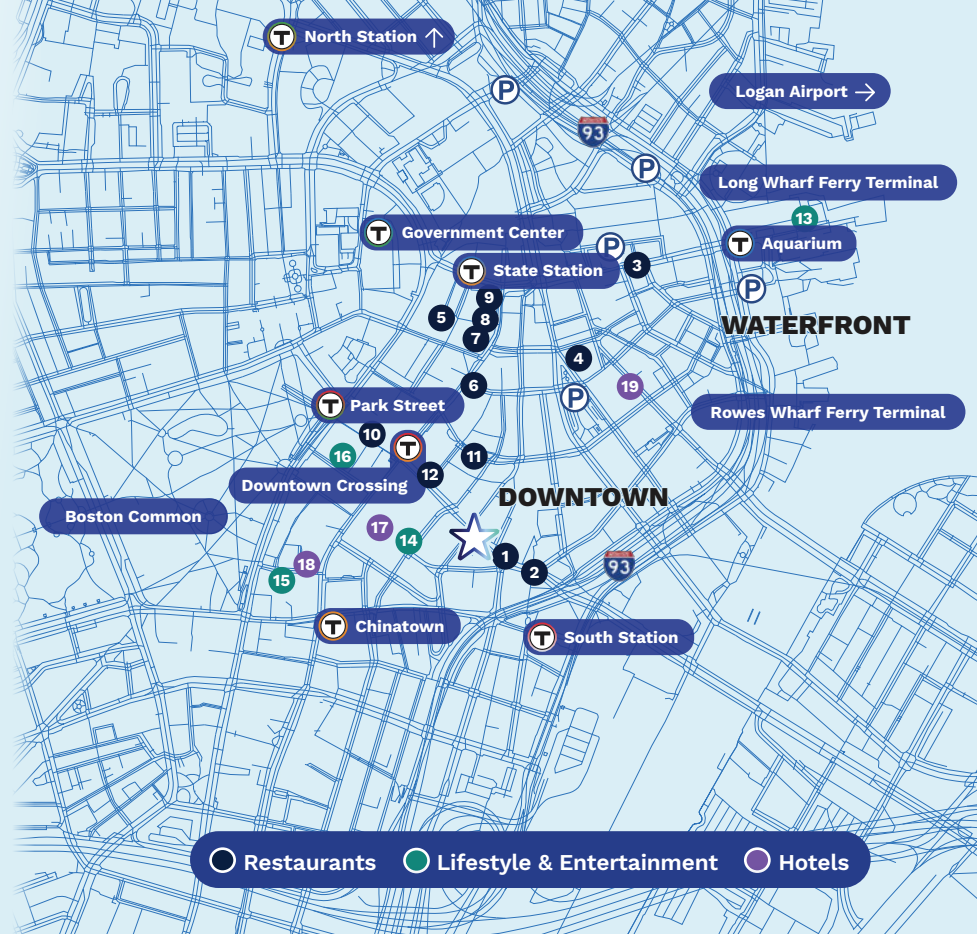 T North Station ↑
P
Logan Airport →
93
P
Long Wharf Ferry Terminal
13
T Government Center
T Aquarium
P
3
T State Station
P
9
5
8
7
WATERFRONT
4
6
19
P
T Park Street
Rowes Wharf Ferry Terminal
10
T
16
11
12
Downtown Crossing
DOWNTOWN
Boston Common
17
14
1
2
93
18
15
T Chinatown
T South Station
Restaurants Lifestyle & Entertainment Hotels